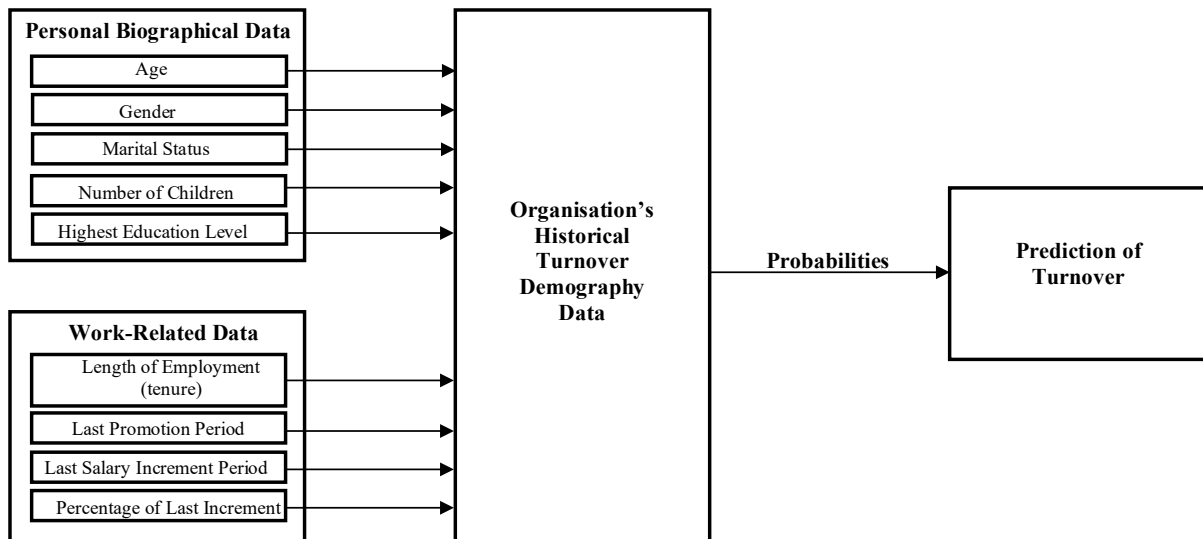 Personal Biographical Data
Age
Gender
Marital Status
Number of Children
Highest Education Level
Work-Related Data
Length of Employment
(tenure)
Last Promotion Period
Last Salary Increment Period
Percentage of Last Increment
Organisation’s
Historical
Turnover
Demography
Data
Probabilities
Prediction of
Turnover